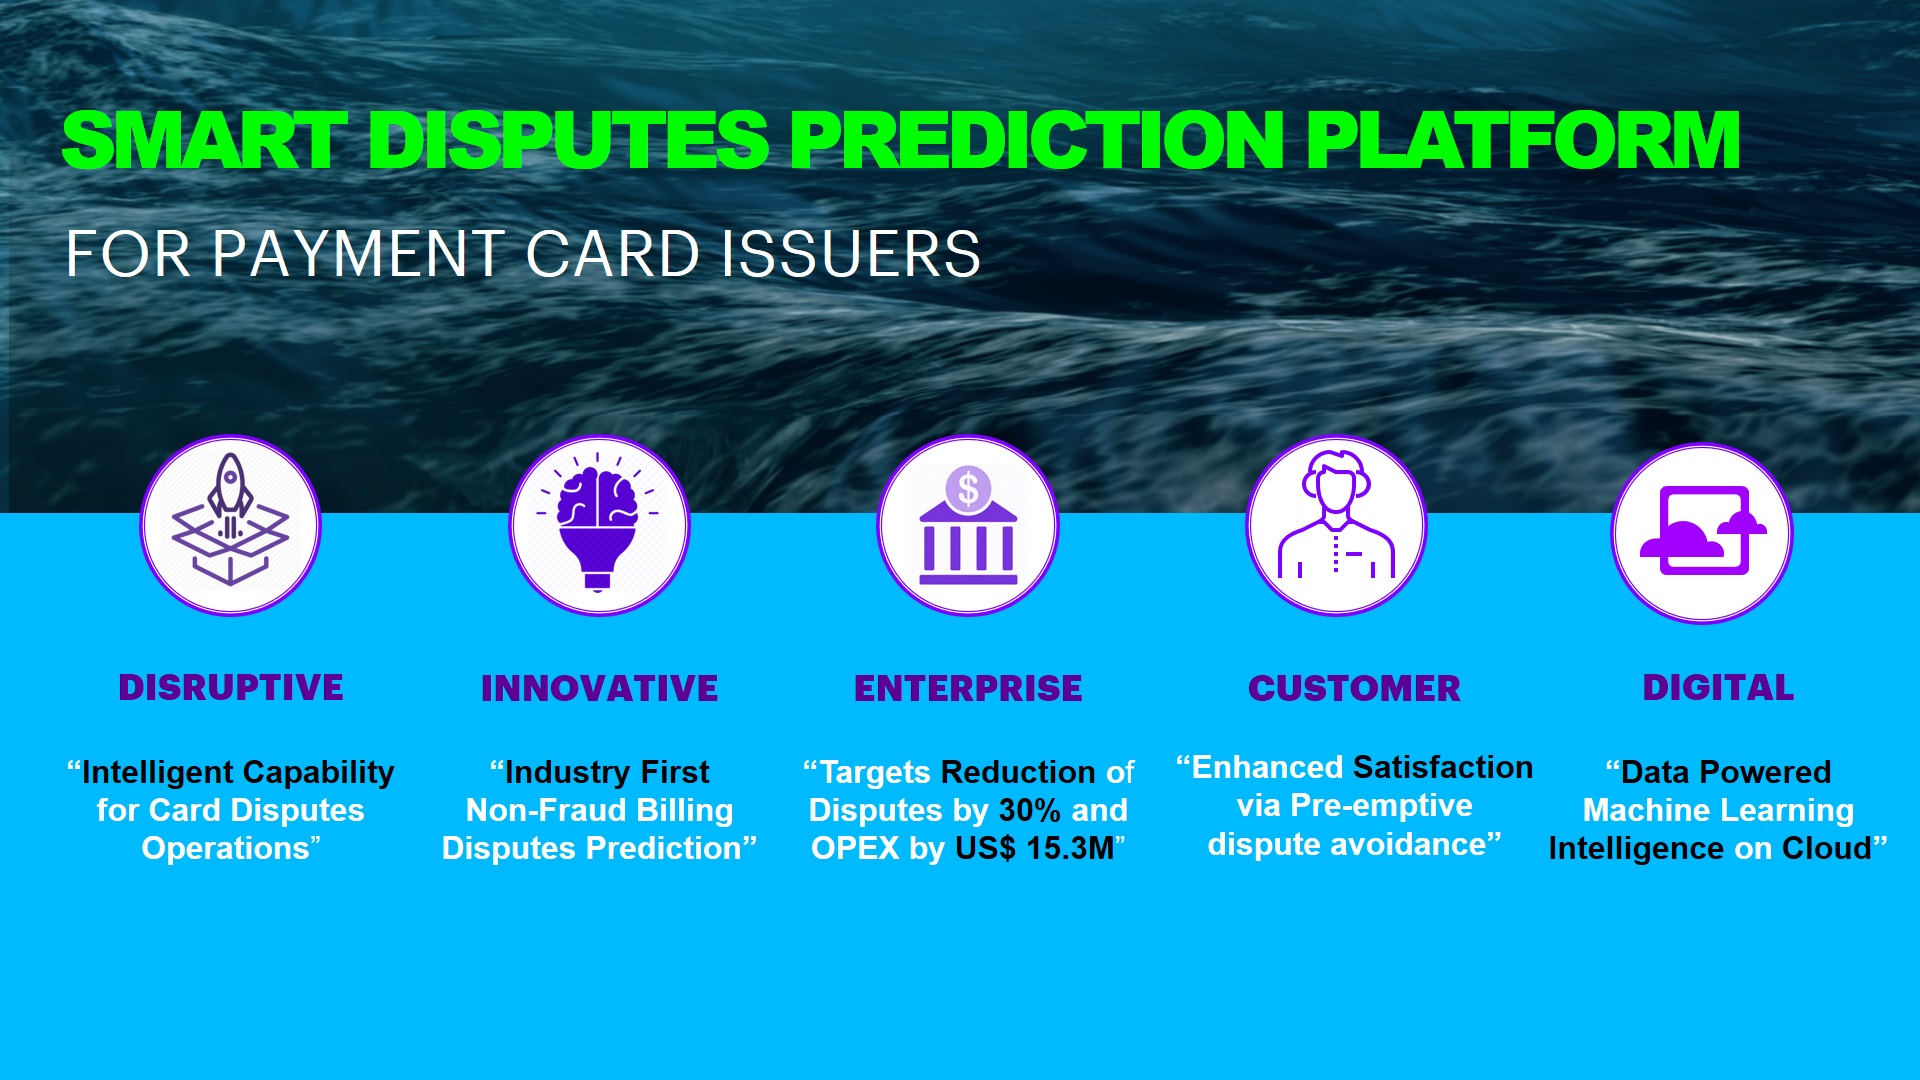 SMART DISPUTES PREDICTION PLATFORM
FOR PAYMENT CARD ISSUERS
$
DISRUPTIVE
“Intelligent Capability
for Card Disputes
Operations”
INNOVATIVE
“Industry First
Non-Fraud Billing
Disputes Prediction”
ENTERPRISE
“Targets Reduction of
Disputes by 30% and
OPEX by US$ 15.3M”
CUSTOMER
“Enhanced Satisfaction
via Pre-emptive
dispute avoidance”
DIGITAL
“Data Powered
Machine Learning
Intelligence on Cloud”